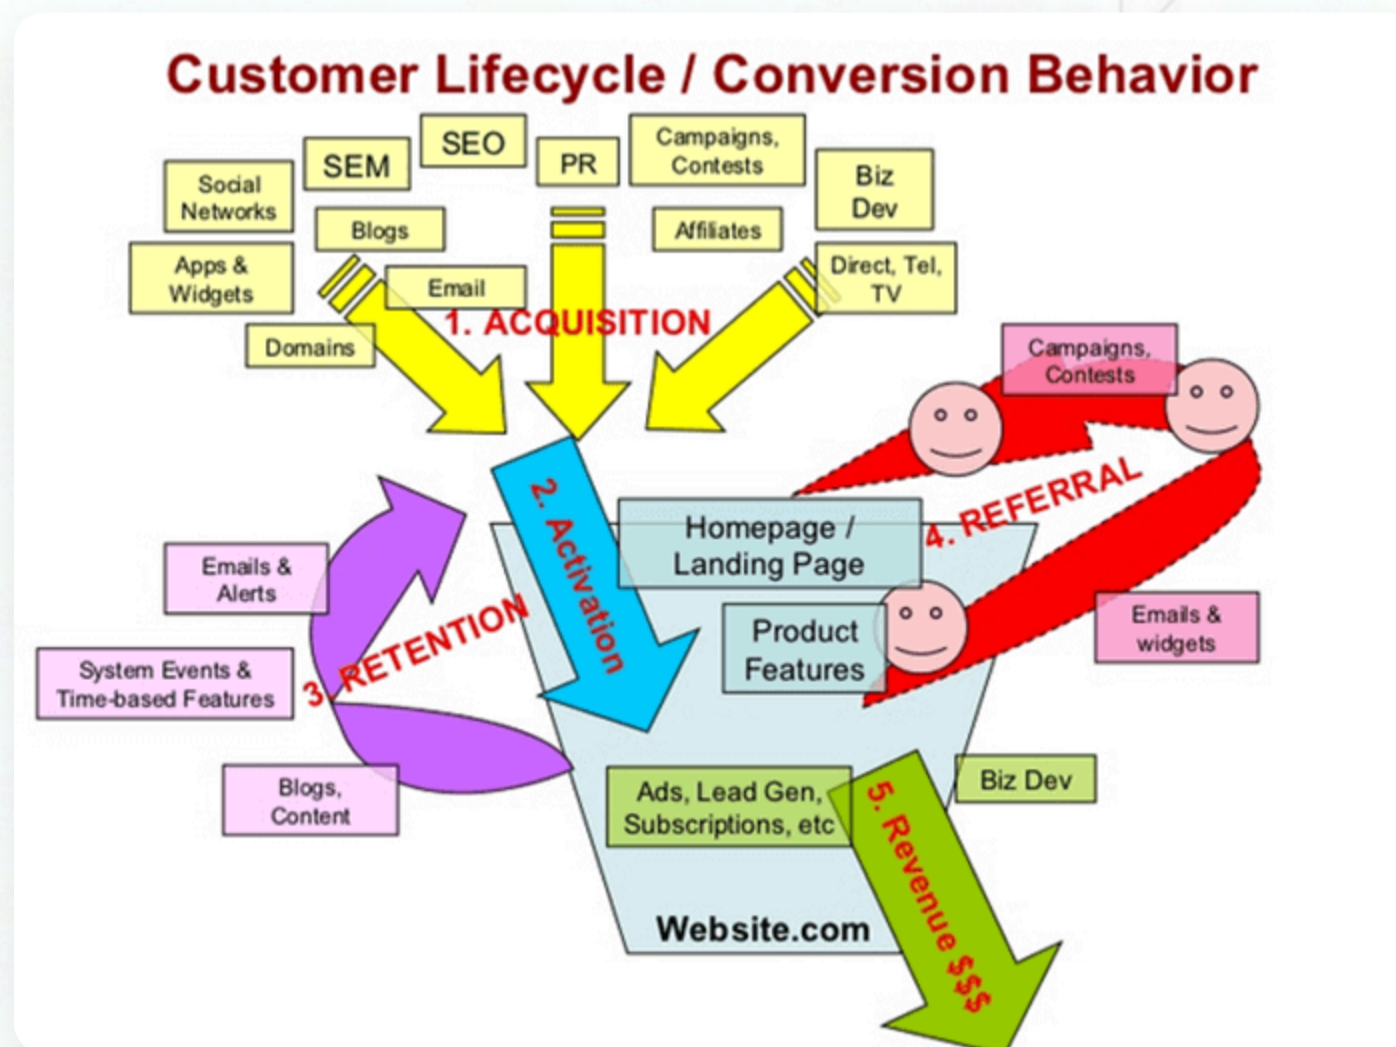 Customer Lifecycle / Conversion Behavior
SEO
Campaigns,
Contests
SEM
PR
Biz
Dev
Social
Networks
Blogs
Affiliates
Apps &
Widgets
Email
Direct, Tel,
TV
1. ACQUISITION
Domains
Campaigns,
Contests
2. Activation
4. REFERRAL
Homepage /
Landing Page
Emails &
Alerts
3. RETENTION
Product
Features
Emails &
widgets
System Events &
Time-based Features
Blogs,
Content
Ads, Lead Gen,
Subscriptions, etc
Biz Dev
5. Revenue $$$
Website.com